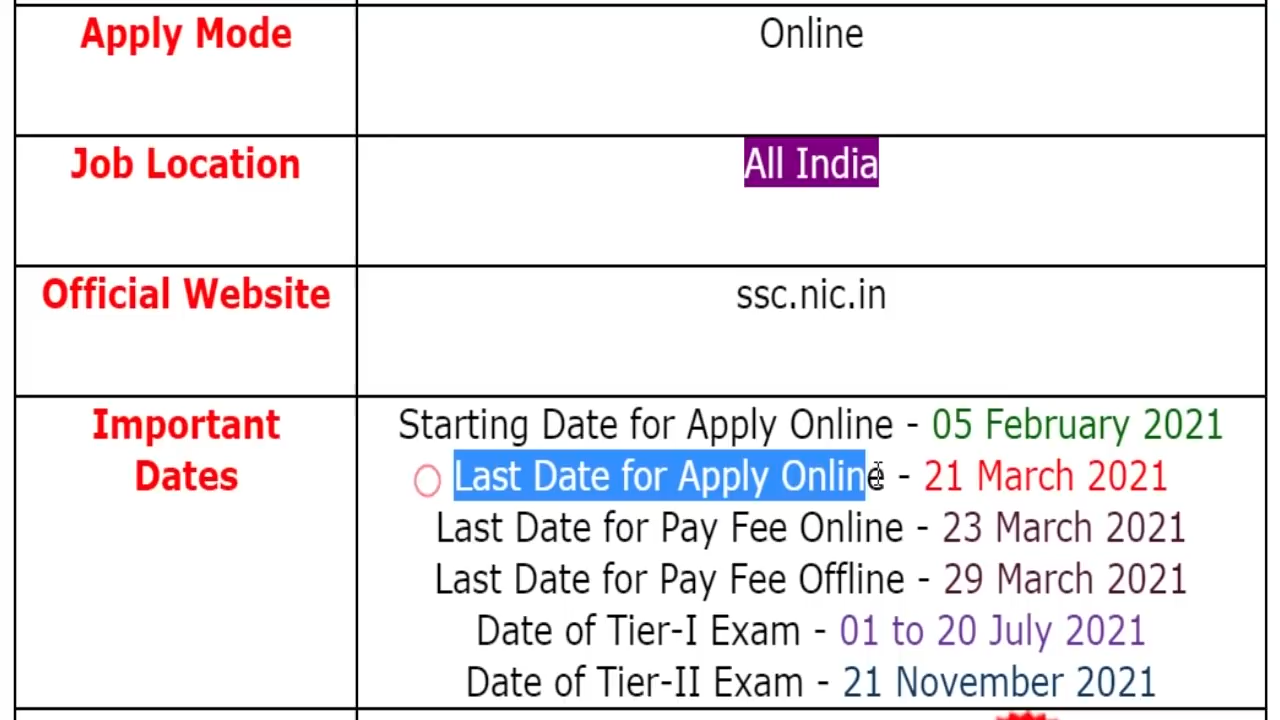 Apply Mode
Online
Job Location
All India
Official Website
ssc.nic.in
Important
Dates
Starting Date for Apply Online - 05 February 2021
Last Date for Apply Online - 21 March 2021
Last Date for Pay Fee Online - 23 March 2021
Last Date for Pay Fee Offline - 29 March 2021
Date of Tier-I Exam - 01 to 20 July 2021
Date of Tier-II Exam - 21 November 2021